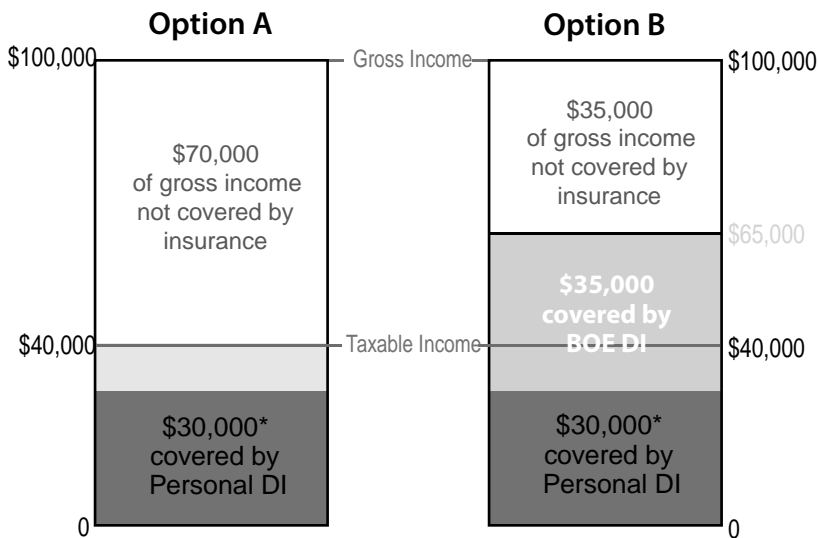 Option A
Option B
$100,000
Gross Income
$100,000
$70,000
of gross income
not covered by
insurance
$35,000
of gross income
not covered by
insurance
$65,000
$35,000
covered by
BOE DI
$40,000
Taxable Income
$40,000
$30,000*
covered by
Personal DI
$30,000*
covered by
Personal DI
0
0